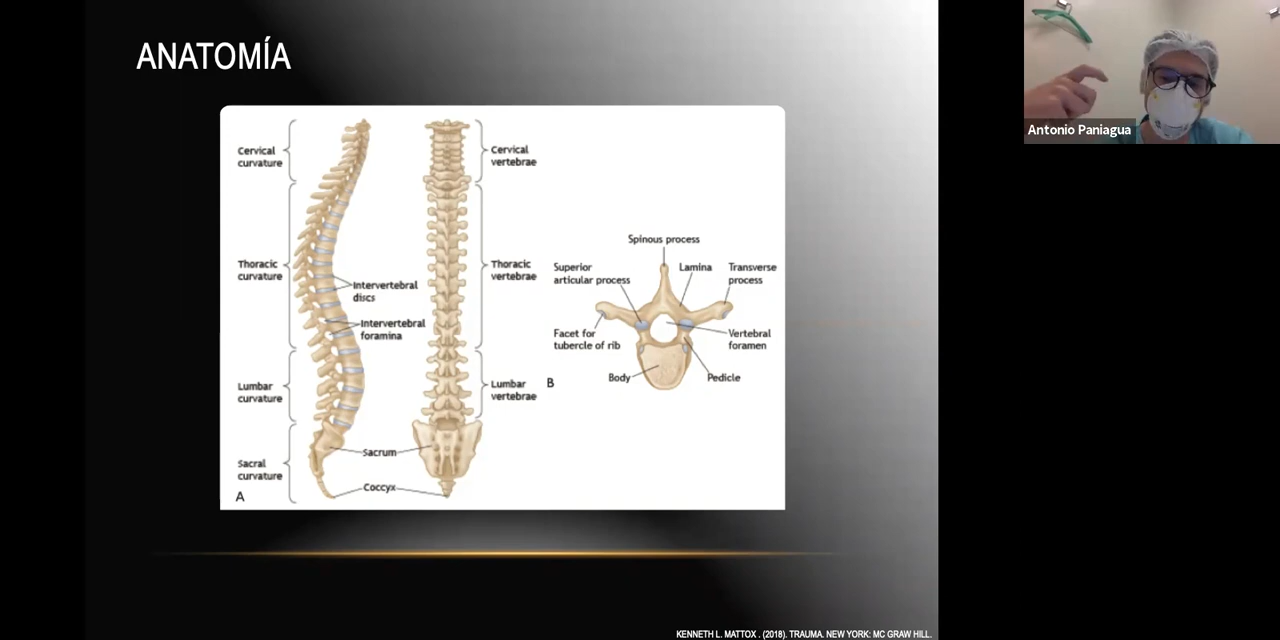 ANATOMÍA
Cervical
curvature
Thoracic
curvature
Lumbar
curvature
Sacral
curvature
A
Intervertebral
discs
Intervertebral
foramina
Sacrum
Coccyx
Cervical
vertebrae
Thoracic
vertebrae
Lumbar
vertebrae
B
Spinous process
Superior
articular process
Lamina
Transverse
process
Facet for
tubercle of rib
Vertebral
foramen
Body
Pedicle
KENNETH L. MATTOX . (2018). TRAUMA. NEW YORK: MC GRAW HILL.
Antonio Paniagua